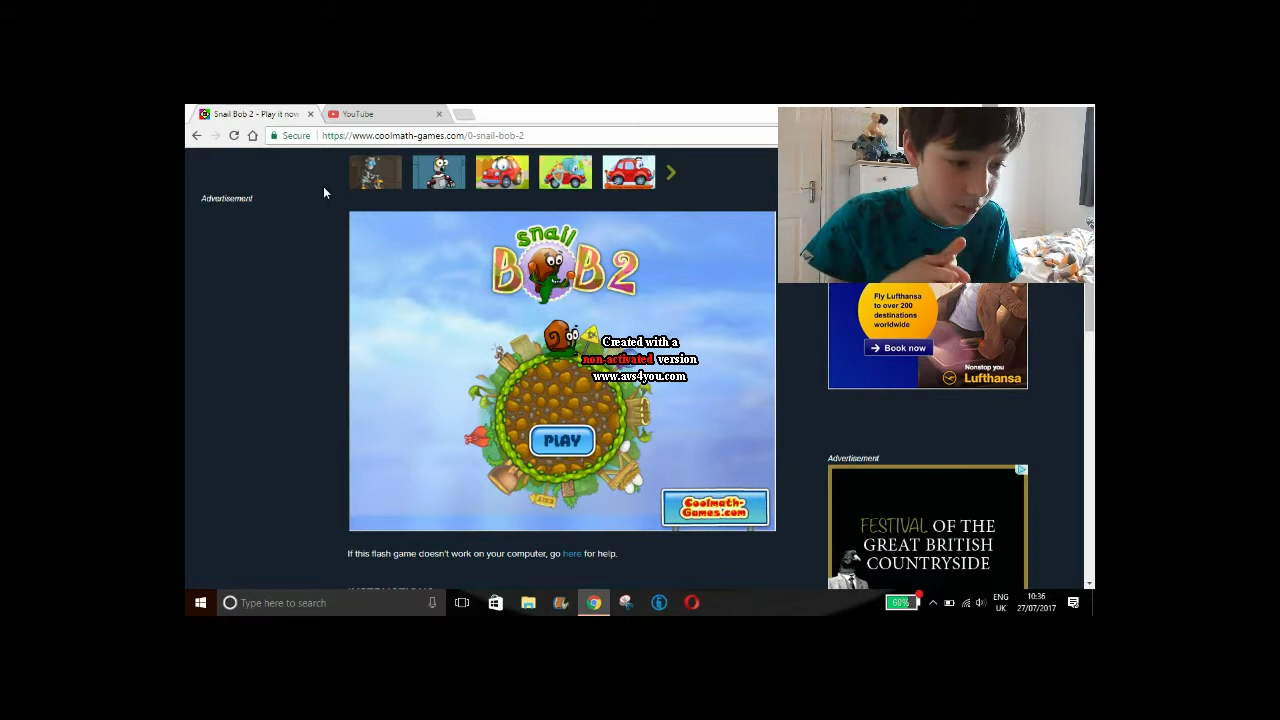 Snail Bob 2 - Play it now
YouTube
Secure
https://www.coolmath-games.com/0-snail-bob-2
Advertisement
snail
BOB 2
Created with a
non-activated version
www.avs4you.com
PLAY
Coolmath-
Games.com
If this flash game doesn't work on your computer, go here for help.
Fly Lufthansa
to over 200
destinations
worldwide
Book now
Nonstop you
Lufthansa
Advertisement
FESTIVAL OF THE
GREAT BRITISH
COUNTRYSIDE
Type here to search
60%
ENG
UK
10:36
27/07/2017